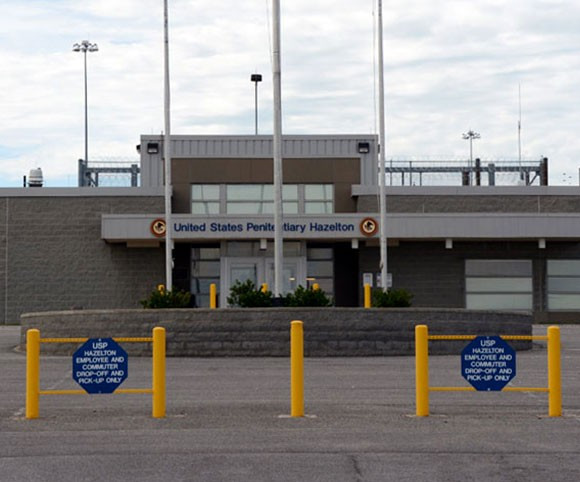 United States Penitentiary Hazelton
USP
HAZELTON
EMPLOYEE AND
COMMUTER
DROP-OFF AND
PICK-UP ONLY
USP
HAZELTON
EMPLOYEE AND
COMMUTER
DROP-OFF AND
PICK-UP ONLY